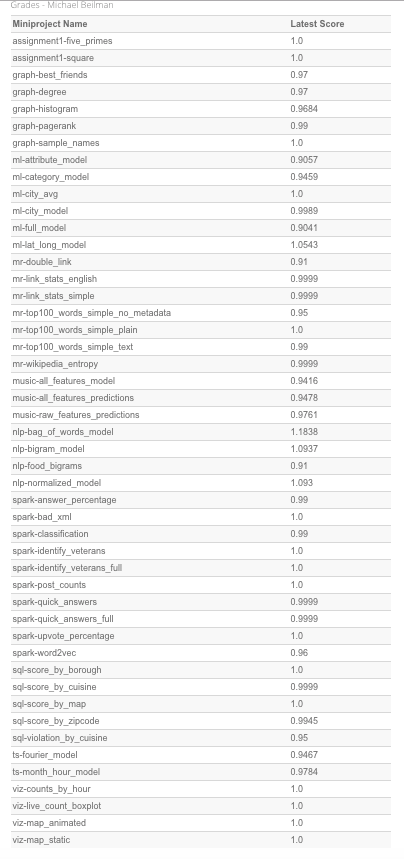 Grades - Michael Beilman
Miniproject Name Latest Score
assignment1-five_primes 1.0
assignment1-square 1.0
graph-best_friends 0.97
graph-degree 0.97
graph-histogram 0.9684
graph-pagerank 0.99
graph-sample_names 1.0
ml-attribute_model 0.9057
ml-category_model 0.9459
ml-city_avg 1.0
ml-city_model 0.9989
ml-full_model 0.9041
ml-lat_long_model 1.0543
mr-double_link 0.91
mr-link_stats_english 0.9999
mr-link_stats_simple 0.9999
mr-top100_words_simple_no_metadata 0.95
mr-top100_words_simple_plain 1.0
mr-top100_words_simple_text 0.99
mr-wikipedia_entropy 0.9999
music-all_features_model 0.9416
music-all_features_predictions 0.9478
music-raw_features_predictions 0.9761
nlp-bag_of_words_model 1.1838
nlp-bigram_model 1.0937
nlp-food_bigrams 0.91
nlp-normalized_model 1.093
spark-answer_percentage 0.99
spark-bad_xml 1.0
spark-classification 0.99
spark-identify_veterans 1.0
spark-identify_veterans_full 1.0
spark-post_counts 1.0
spark-quick_answers 0.9999
spark-quick_answers_full 0.9999
spark-upvote_percentage 1.0
spark-word2vec 0.96
sql-score_by_borough 1.0
sql-score_by_cuisine 0.9999
sql-score_by_map 1.0
sql-score_by_zipcode 0.9945
sql-violation_by_cuisine 0.95
ts-fourier_model 0.9467
ts-month_hour_model 0.9784
viz-counts_by_hour 1.0
viz-live_count_boxplot 1.0
viz-map_animated 1.0
viz-map_static 1.0